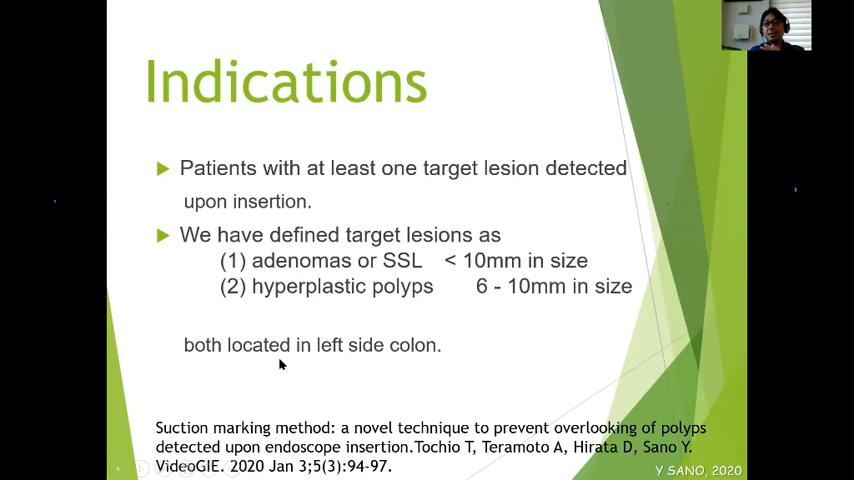 Indications
Patients with at least one target lesion detected
upon insertion.
We have defined target lesions as
(1) adenomas or SSL < 10mm in size
(2) hyperplastic polyps 6 - 10mm in size
both located in left side colon.
Suction marking method: a novel technique to prevent overlooking of polyps
detected upon endoscope insertion.Tochio T, Teramoto A, Hirata D, Sano Y.
VideoGIE. 2020 Jan 3;5(3):94-97.
Y SANO, 2020